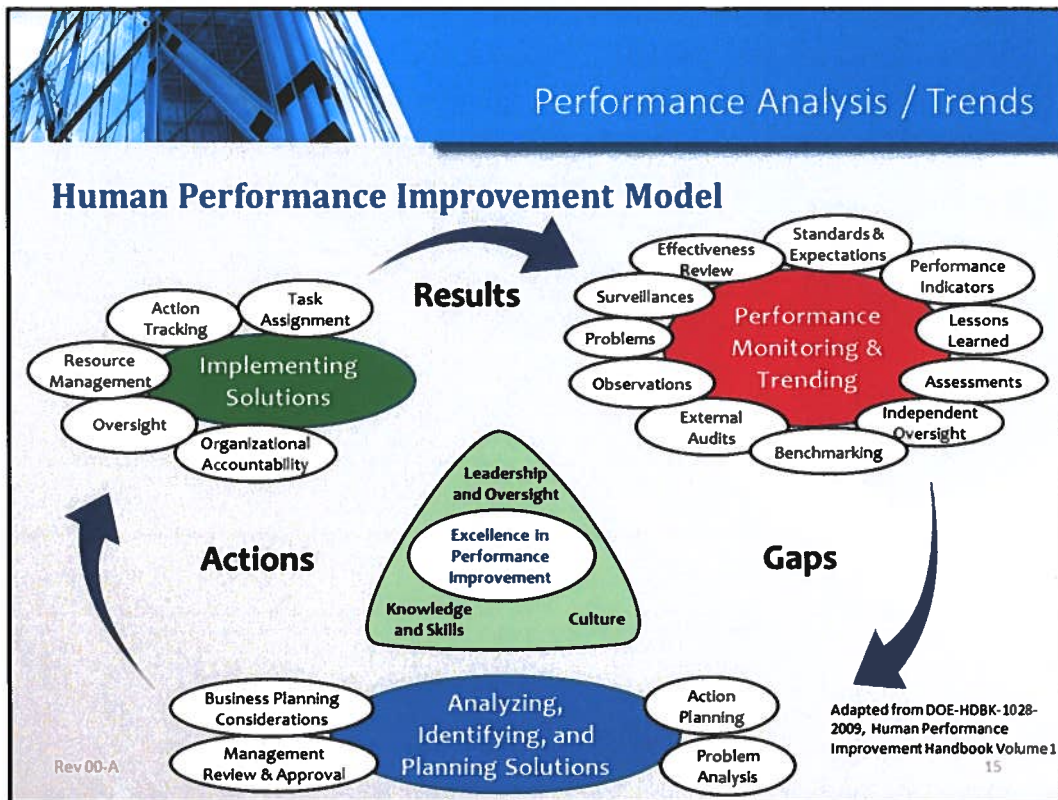 Performance Analysis / Trends
Human Performance Improvement Model
Results
Action
Tracking
Task
Assignment
Resource
Management
Implementing
Solutions
Oversight
Organizational
Accountability
Effectiveness
Review
Standards &
Expectations
Performance
Indicators
Surveillances
Lessons
Learned
Problems
Performance
Monitoring &
Trending
Observations
Assessments
External
Audits
Independent
Oversight
Benchmarking
Leadership
and Oversight
Excellence in
Performance
Improvement
Knowledge
and Skills
Culture
Actions
Gaps
Business Planning
Considerations
Management
Review & Approval
Analyzing,
Identifying, and
Planning Solutions
Action
Planning
Problem
Analysis
Adapted from DOE-HDBK-1028-
2009, Human Performance
Improvement Handbook Volume 1
Rev 00-A
15